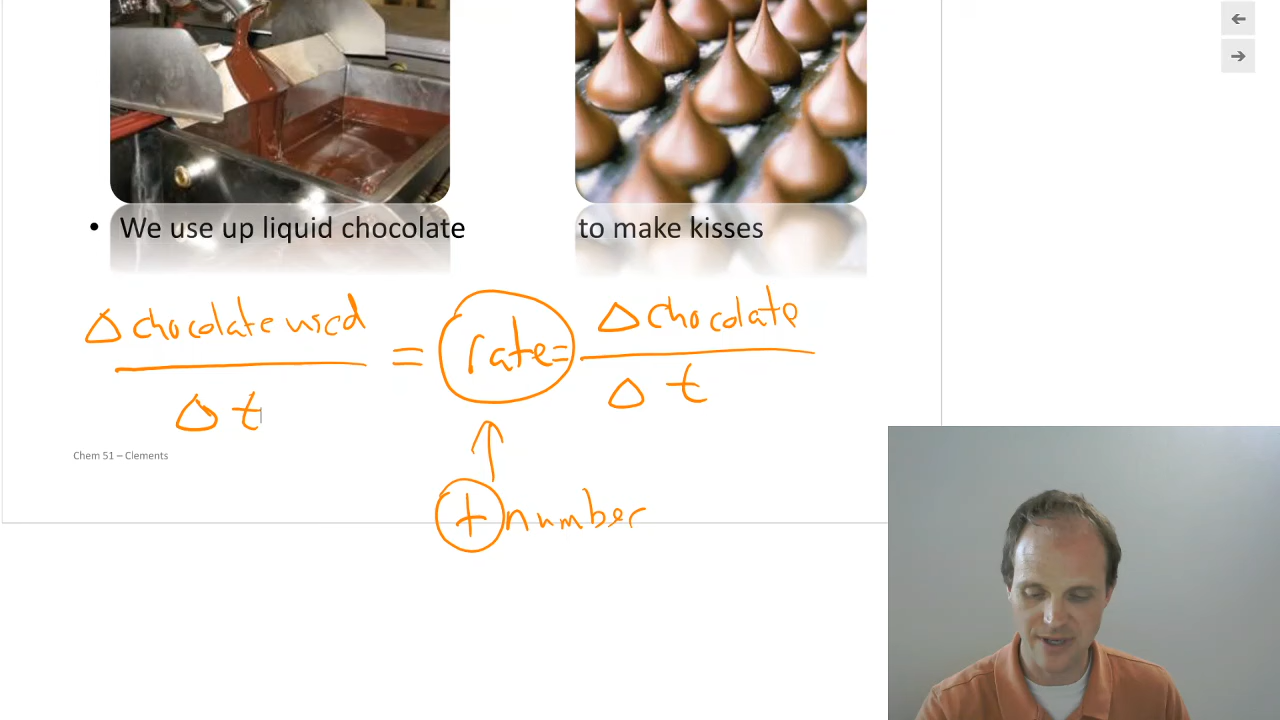 • We use up liquid chocolate to make kisses
Δ chocolate used = rate = Δ chocolate
Δ t Δ t
Chem 51 – Clements
↑
+ number